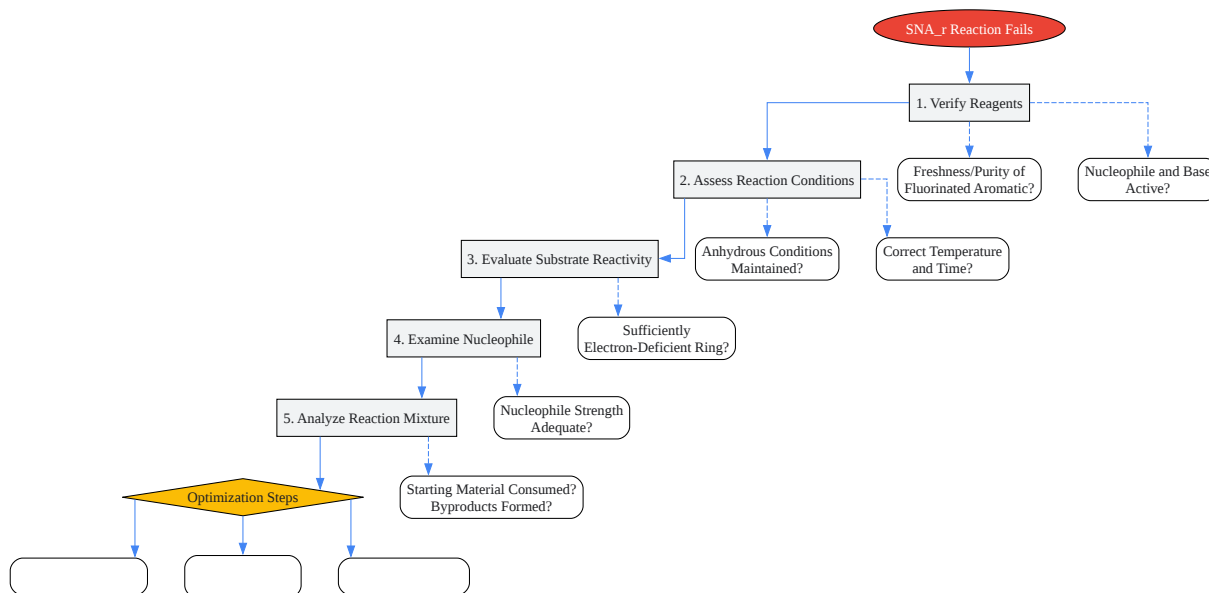 SNA_r Reaction Fails
1. Verify Reagents
Freshness/Purity of
Fluorinated Aromatic?
Nucleophile and Base
Active?
2. Assess Reaction Conditions
Anhydrous Conditions
Maintained?
Correct Temperature
and Time?
3. Evaluate Substrate Reactivity
Sufficiently
Electron-Deficient Ring?
4. Examine Nucleophile
Nucleophile Strength
Adequate?
5. Analyze Reaction Mixture
Starting Material Consumed?
Byproducts Formed?
Optimization Steps